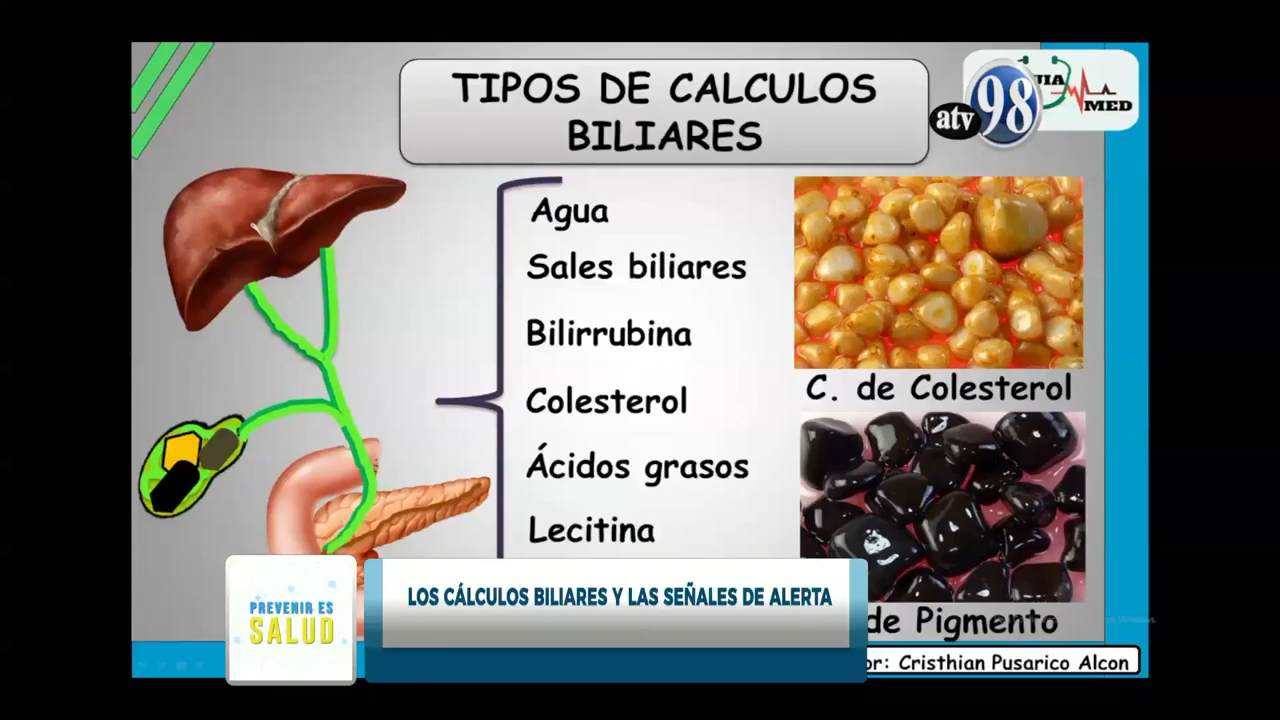 TIPOS DE CALCULOS
BILIARES
atv
98
UIA
MED
Agua
Sales biliares
Bilirrubina
Colesterol
Ácidos grasos
Lecitina
C. de Colesterol
de Pigmento
or: Cristhian Pusarico Alcon
PREVENIR ES
SALUD
LOS CÁLCULOS BILIARES Y LAS SEÑALES DE ALERTA